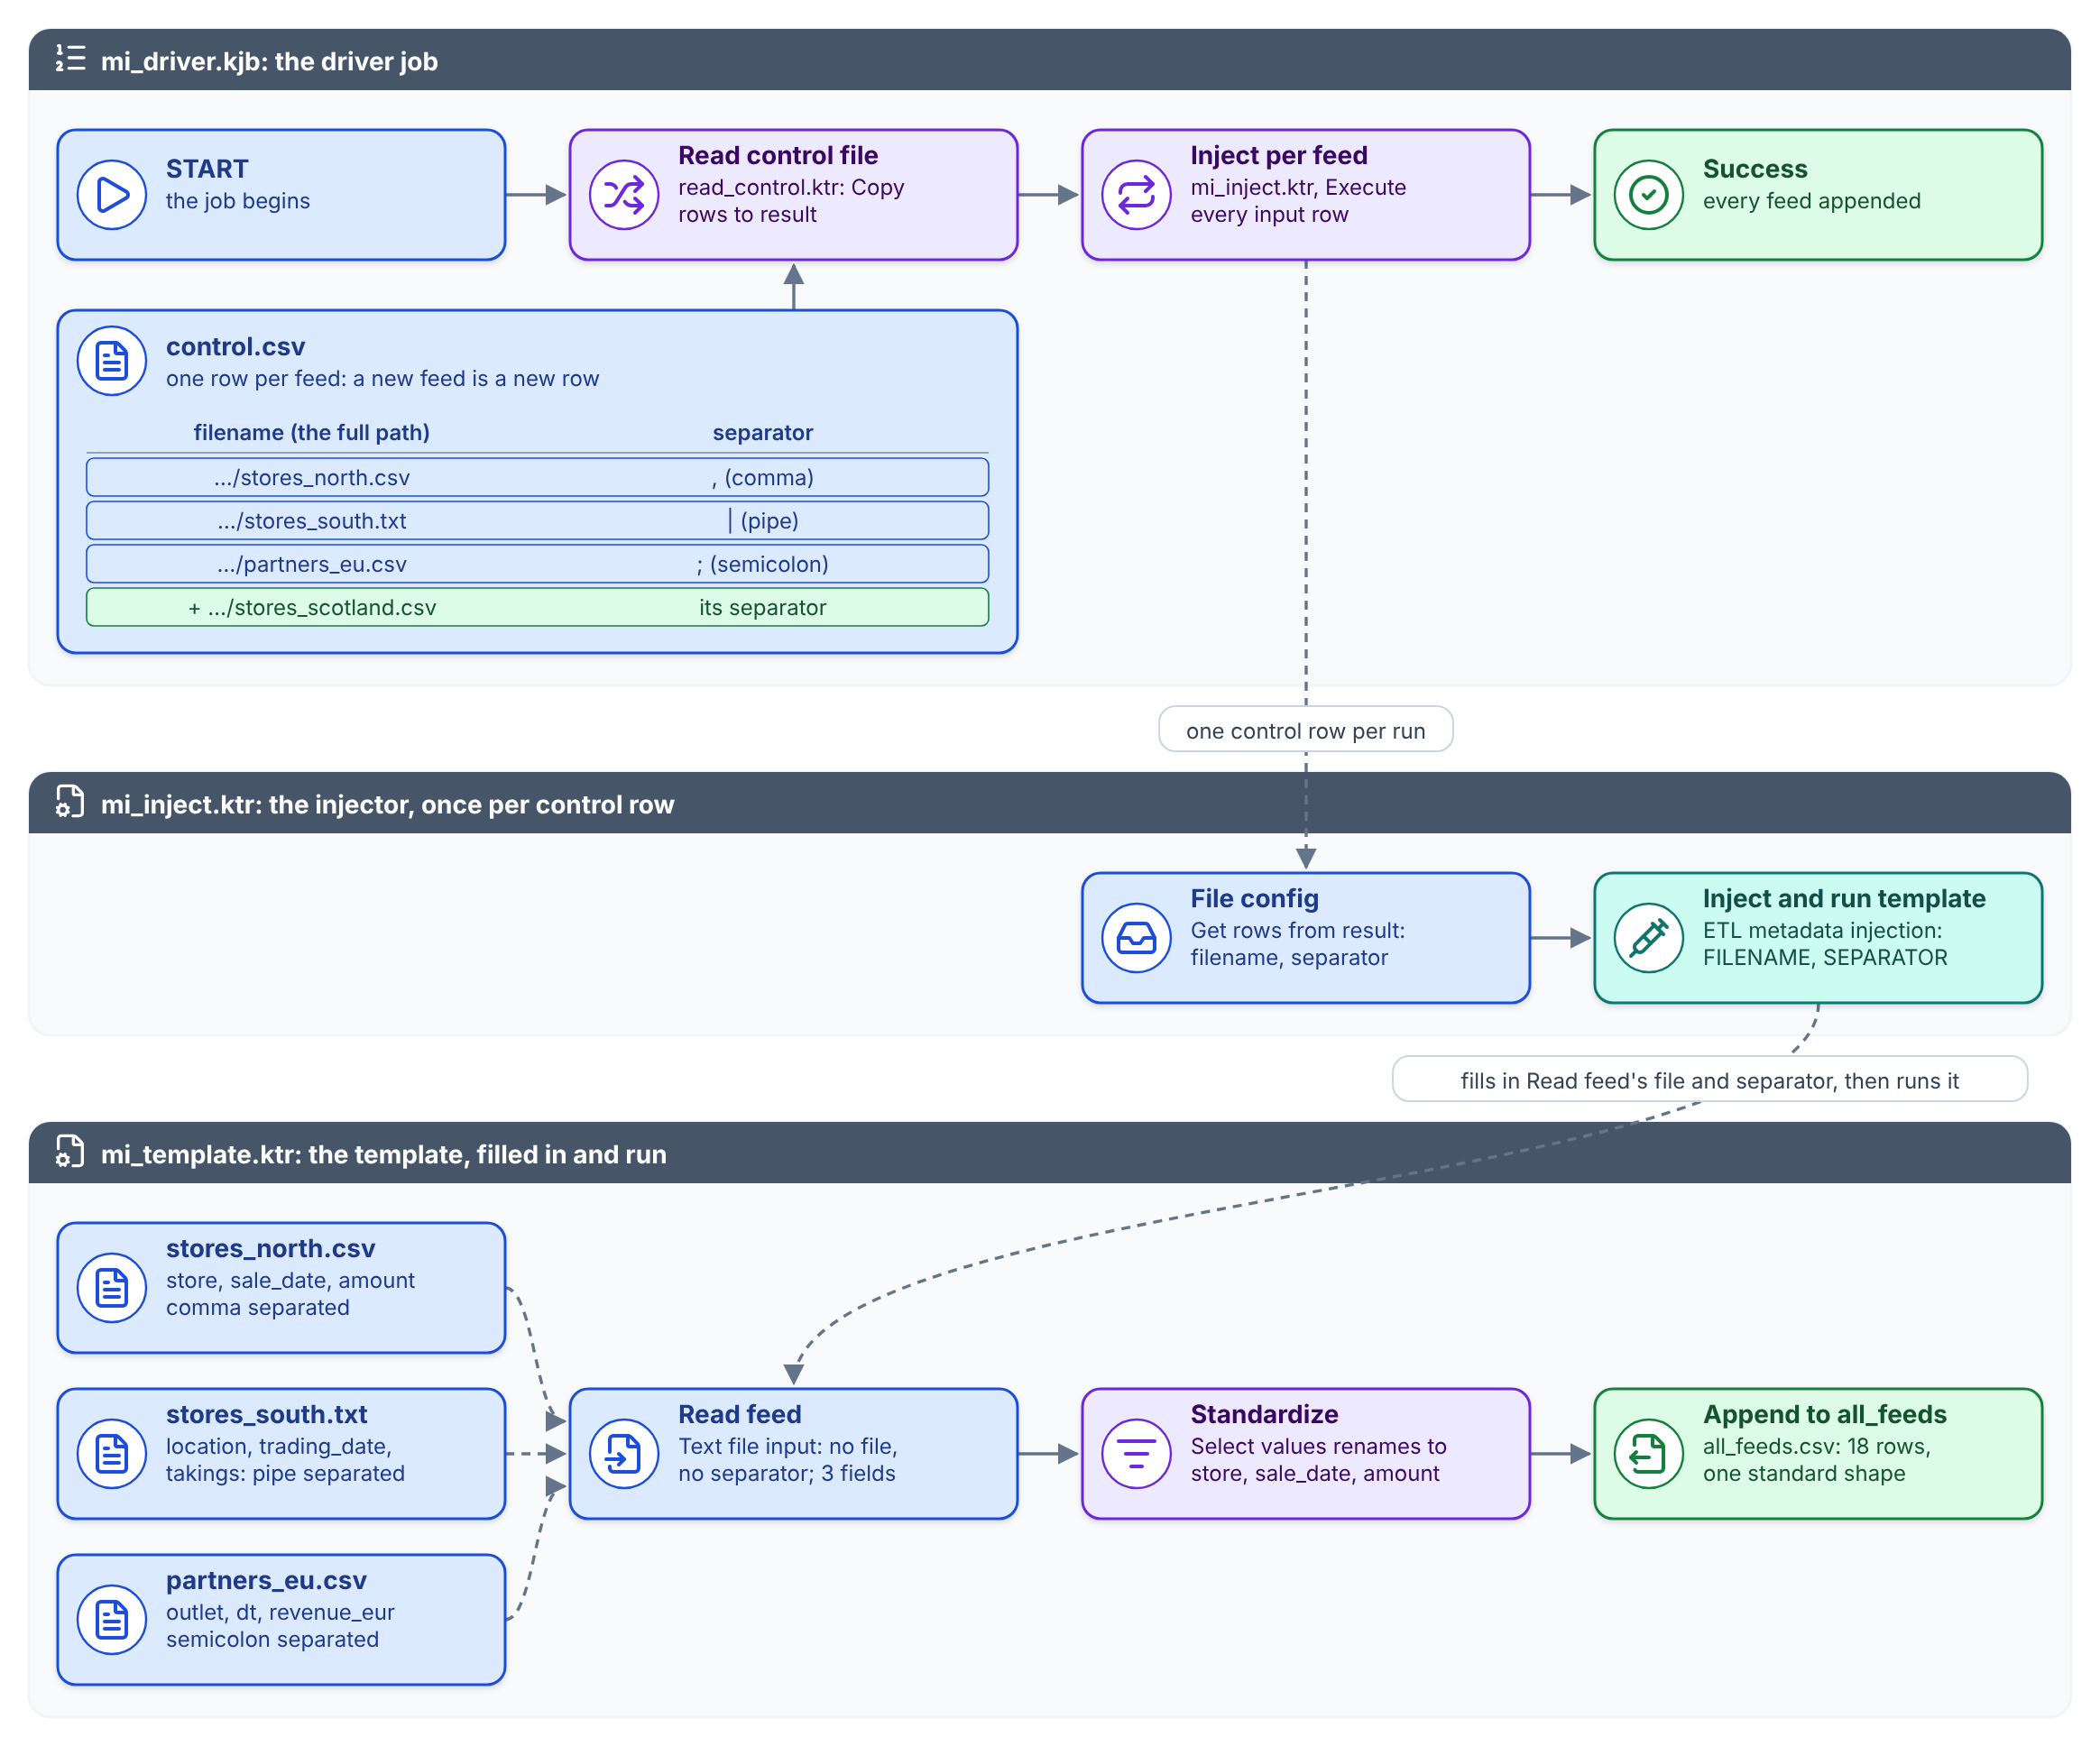 mi_driver.kjb: the driver job
START
the job begins
Read control file
read_control.ktr: Copy
rows to result
Inject per feed
mi_inject.ktr, Execute
every input row
Success
every feed appended
control.csv
one row per feed: a new feed is a new row
filename (the full path) separator
.../stores_north.csv , (comma)
.../stores_south.txt | (pipe)
.../partners_eu.csv ; (semicolon)
+ .../stores_scotland.csv its separator
one control row per run
mi_inject.ktr: the injector, once per control row
File config
Get rows from result:
filename, separator
Inject and run template
ETL metadata injection:
FILENAME, SEPARATOR
fills in Read feed's file and separator, then runs it
mi_template.ktr: the template, filled in and run
stores_north.csv
store, sale_date, amount
comma separated
stores_south.txt
location, trading_date,
takings: pipe separated
partners_eu.csv
outlet, dt, revenue_eur
semicolon separated
Read feed
Text file input: no file,
no separator; 3 fields
Standardize
Select values renames to
store, sale_date, amount
Append to all_feeds
all_feeds.csv: 18 rows,
one standard shape